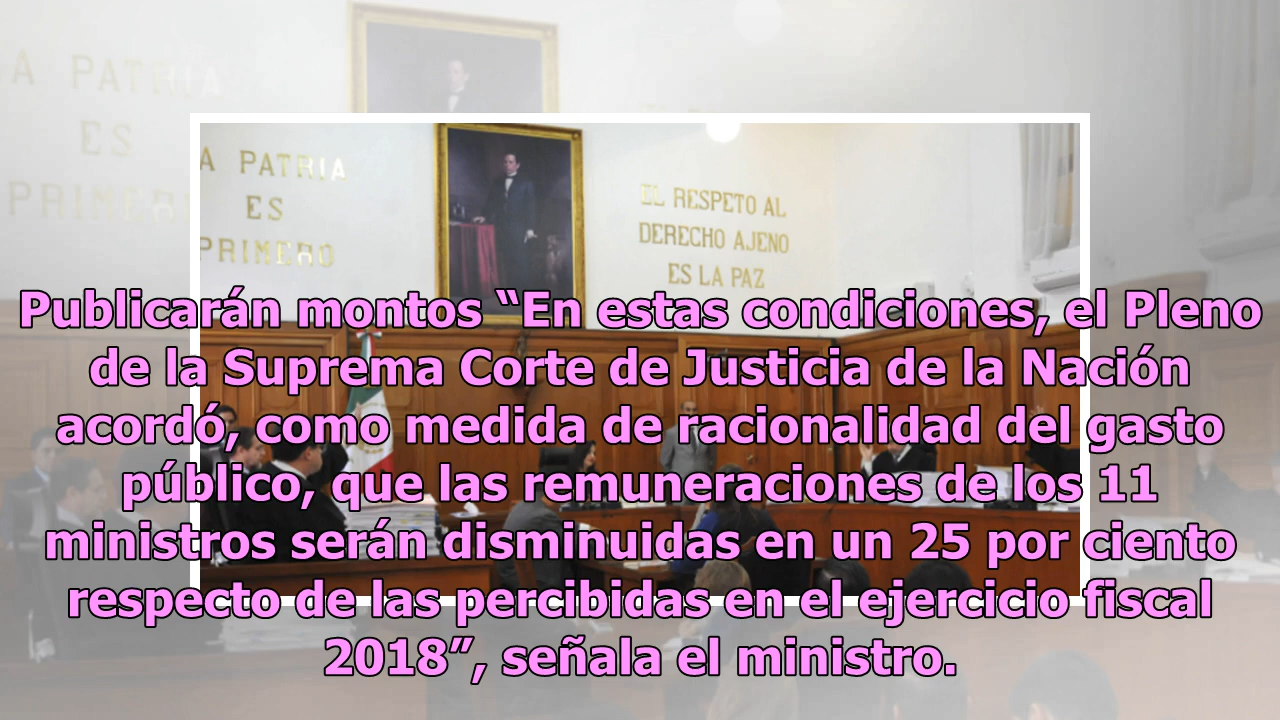 A PATRIA
ES
PRIMERO
EL RESPETO AL
DERECHO AJENO
ES LA PAZ
Publicarán montos “En estas condiciones, el Pleno
de la Suprema Corte de Justicia de la Nación
acordó, como medida de racionalidad del gasto
público, que las remuneraciones de los 11
ministros serán disminuidas en un 25 por ciento
respecto de las percibidas en el ejercicio fiscal
2018”, señala el ministro.